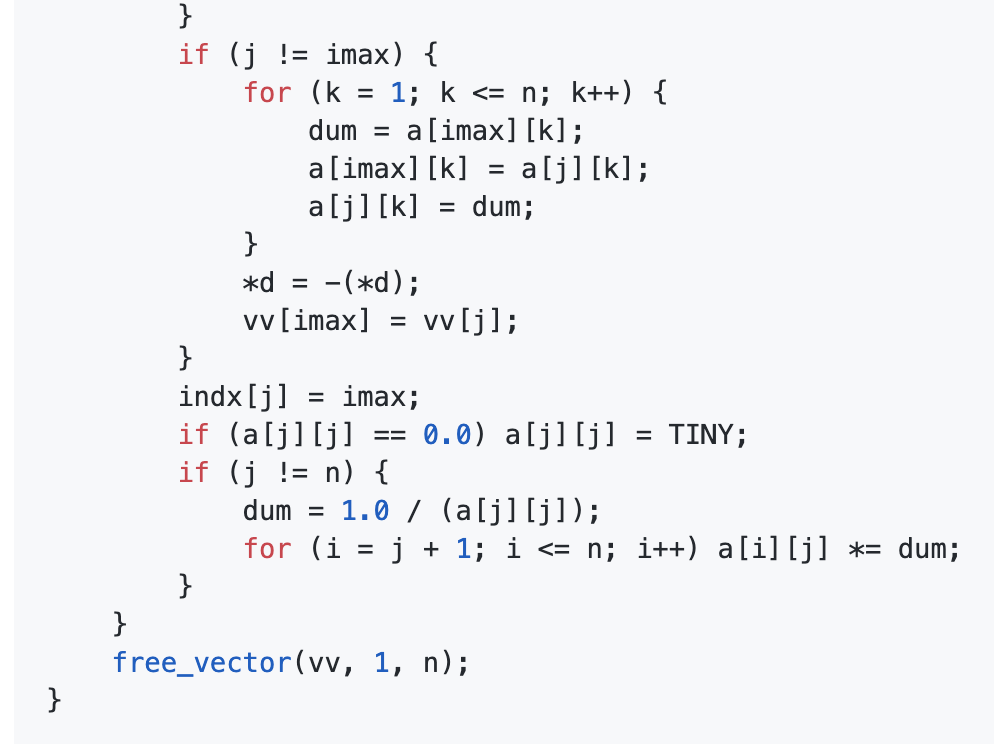 }
if (j != imax) {
for (k = 1; k <= n; k++) {
dum = a[imax][k];
a[imax][k] = a[j][k];
a[j][k] = dum;
}
*d = -(*d);
vv[imax] = vv[j];
}
indx[j] = imax;
if (a[j][j] == 0.0) a[j][j] = TINY;
if (j != n) {
dum = 1.0 / (a[j][j]);
for (i = j + 1; i <= n; i++) a[i][j] *= dum;
}
}
free_vector(vv, 1, n);
}